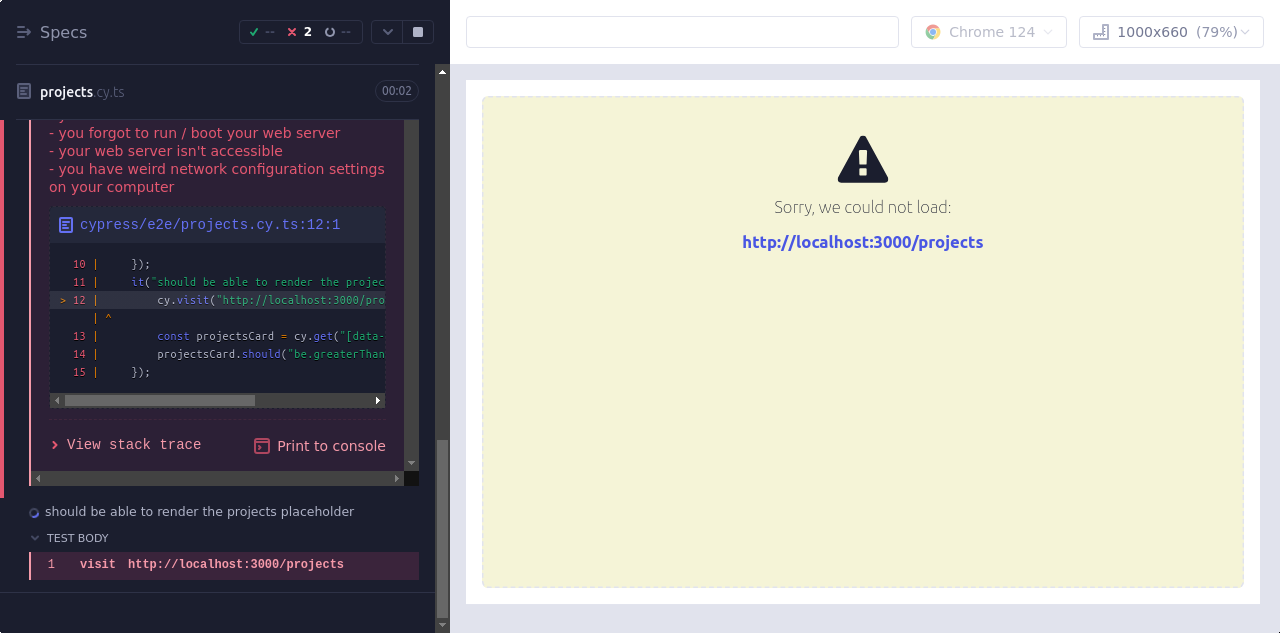 Specs
--
2
--
Chrome 124
1000x660 (79%)
projects.cy.ts
00:02
- you forgot to run / boot your web server
- your web server isn't accessible
- you have weird network configuration settings
on your computer
cypress/e2e/projects.cy.ts:12:1
10 | });
11 | it("should be able to render the projec
> 12 | cy.visit("http://localhost:3000/pro
| ^
13 | const projectsCard = cy.get("[data-
14 | projectsCard.should("be.greaterThan
15 | });
> View stack trace
Print to console
should be able to render the projects placeholder
TEST BODY
1 visit http://localhost:3000/projects
Sorry, we could not load:
http://localhost:3000/projects